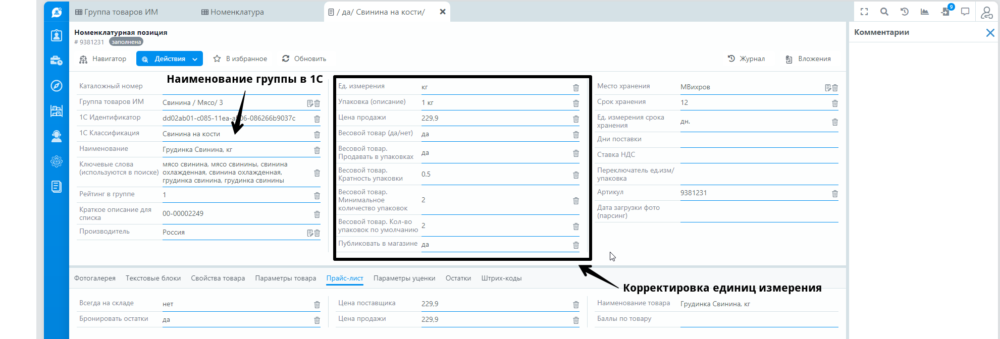 Группа товаров ИМ
Номенклатура
/ да/ Свинина на кости/
9
Номенклатурная позиция
# 9381231 заполнена
Комментарии
Навигатор
Действия
В избранное
Обновить
Журнал
Вложения
Наименование группы в 1С
Каталожный номер
Группа товаров ИМ Свинина / Мясо/ 3
1С Идентификатор dd02ab01-c085-11ea-a506-086266b9037c
1С Классификация Свинина на кости
Наименование Грудинка Свинина, кг
Ключевые слова
(используются в поиске)
мясо свинина, мясо свинины, свинина
охлажденная, свинина охлажденная,
грудинка свинина, грудинка свинины
Рейтинг в группе 1
Краткое описание для
списка
00-00002249
Производитель Россия
Ед. измерения кг
Упаковка (описание) 1 кг
Цена продажи 229,9
Весовой товар (да/нет) да
Весовой товар.
Продавать в упаковках
да
Весовой товар.
Кратность упаковки
0.5
Весовой товар.
Минимальное
количество упаковок
2
Весовой товар. Кол-во
упаковок по умолчанию
2
Публиковать в магазине да
Место хранения МВихров
Срок хранения 12
Ед. измерения срока
хранения
дн.
Дни поставки
Ставка НДС
Переключатель ед.изм/
упаковка
Артикул 9381231
Дата загрузки фото
(парсинг)
Фотогалерея
Текстовые блоки
Свойства товара
Параметры товара
Прайс-лист
Параметры уценки
Остатки
Штрих-коды
Корректировка единиц измерения
Всегда на складе нет
Бронировать остатки да
Цена поставщика 229,9
Цена продажи 229,9
Наименование товара Грудинка Свинина, кг
Баллы по товару